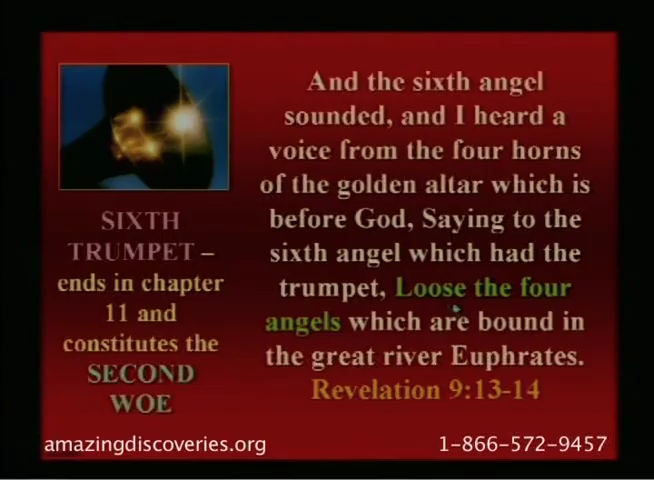 SIXTH
TRUMPET –
ends in chapter
11 and
constitutes the
SECOND
WOE
And the sixth angel
sounded, and I heard a
voice from the four horns
of the golden altar which is
before God, Saying to the
sixth angel which had the
trumpet, Loose the four
angels which are bound in
the great river Euphrates.
Revelation 9:13-14
amazingdiscoveries.org
1-866-572-9457